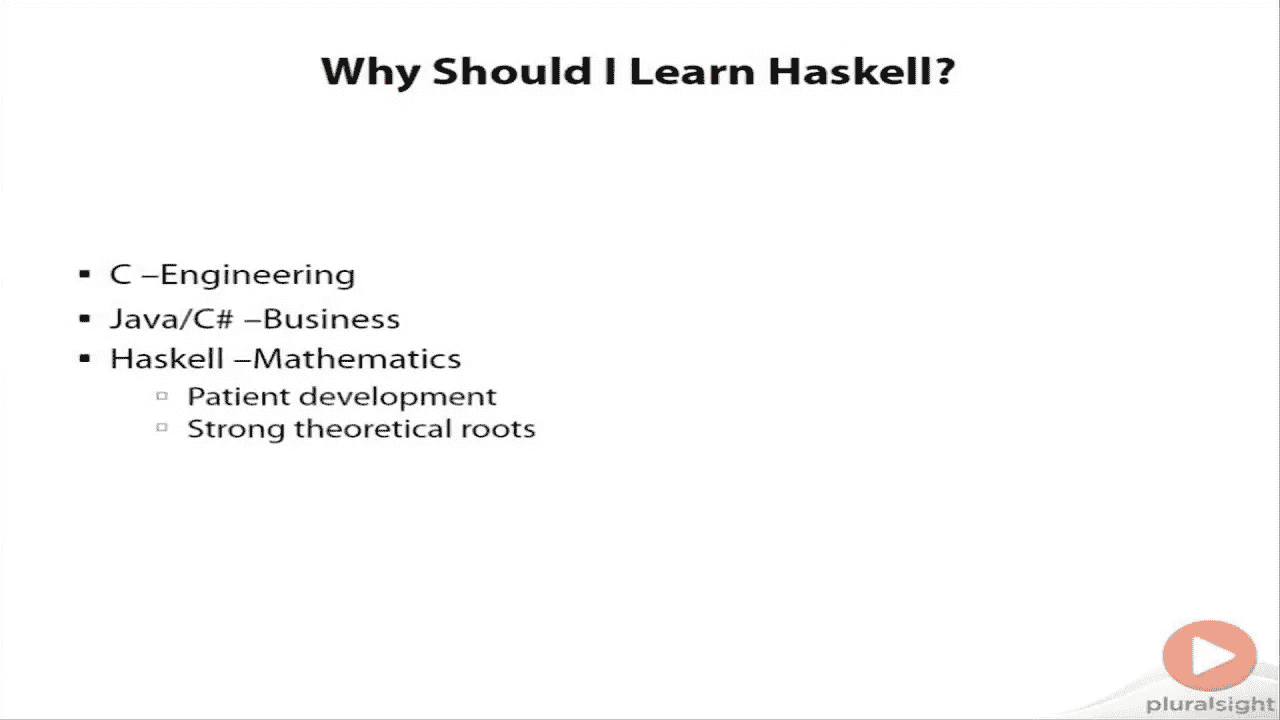 Why Should I Learn Haskell?
▪ C –Engineering
▪ Java/C# –Business
▪ Haskell –Mathematics
▫ Patient development
▫ Strong theoretical roots
pluralsight